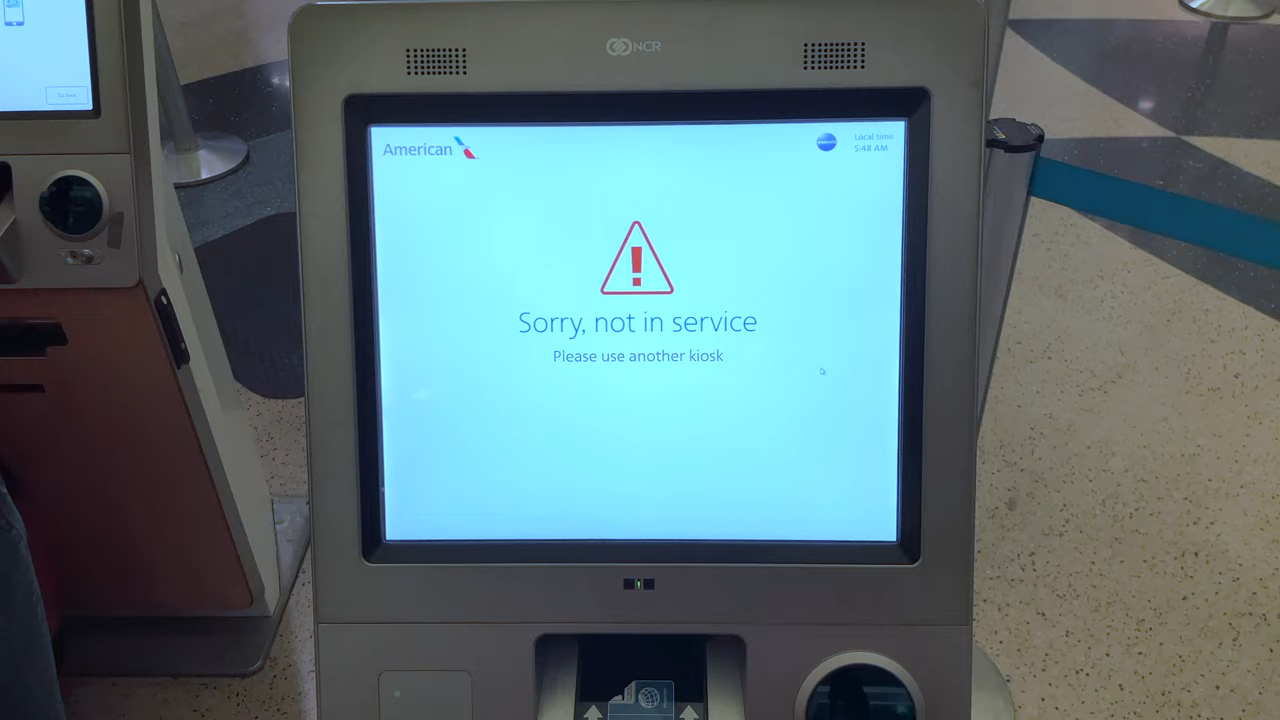 NCR
American
Local time
5:48 AM
Sorry, not in service
Please use another kiosk